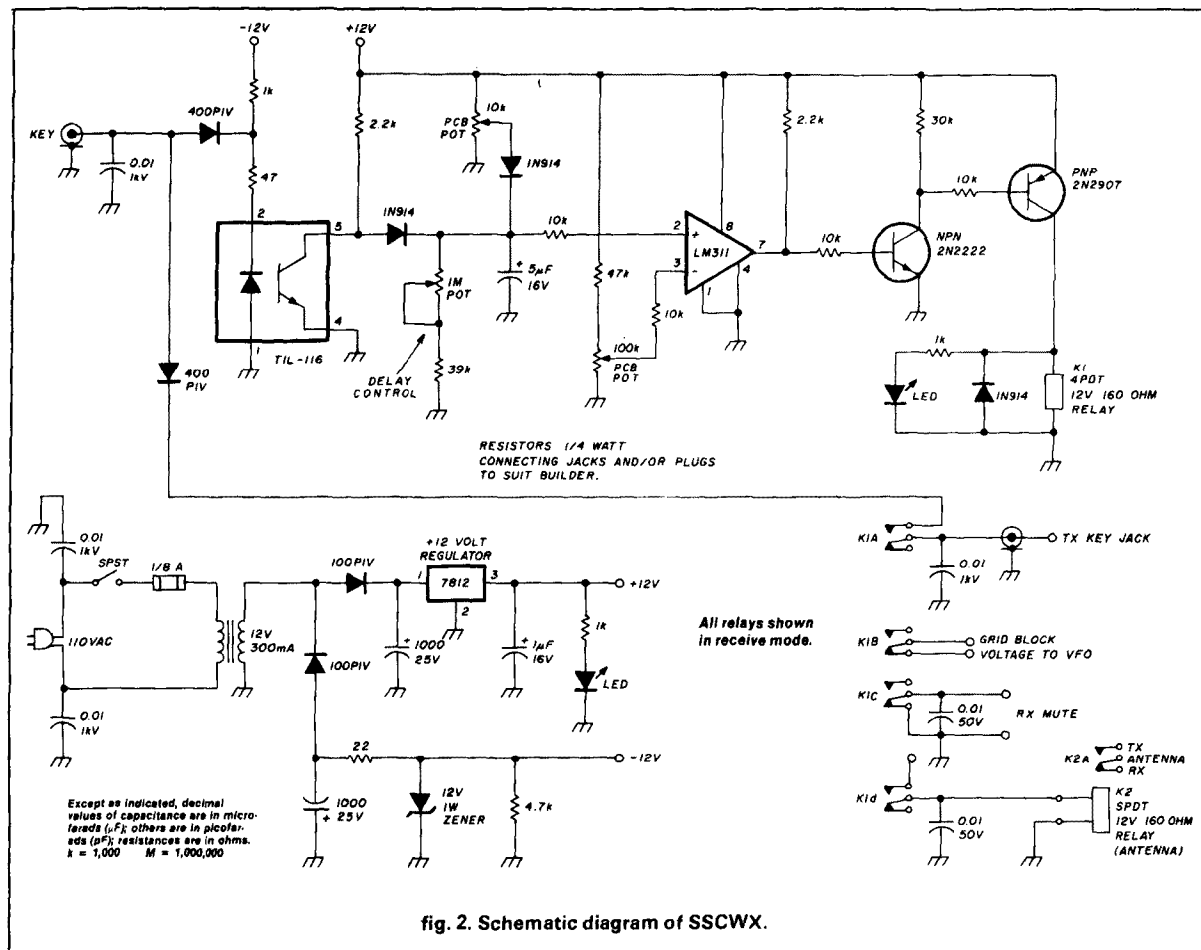 -12V
+12V
1k
400PIV
KEY
0.01
1kV
47
2
5
4
1
TIL-116
2.2k
10k
PCB
POT
1N914
1N914
1M
POT
5μF
16V
39k
DELAY
CONTROL
10k
47k
10k
100k
PCB
POT
2
+
3
-
LM311
8
7
4
1
2.2k
10k
30k
NPN
2N2222
10k
PNP
2N2907
1k
LED
1N914
K1
4PDT
12V 160 OHM
RELAY
400
PIV
RESISTORS 1/4 WATT
CONNECTING JACKS AND/OR PLUGS
TO SUIT BUILDER.
0.01
1kV
SPST
1/8 A
110VAC
0.01
1kV
12V
300mA
100PIV
100PIV
+12 VOLT
REGULATOR
1
7812
3
2
+
1000
25V
+
1μF
16V
1k
LED
+12V
22
1000
+ 25V
12V
1W
ZENER
4.7k
-12V
All relays shown
in receive mode.
K1A
0.01
1kV
TX KEY JACK
K1B
GRID BLOCK
VOLTAGE TO VFO
K1C
0.01
50V
RX MUTE
K2A
TX
ANTENNA
RX
K1d
0.01
50V
K2
SPDT
12V 160 OHM
RELAY
(ANTENNA)
Except as indicated, decimal
values of capacitance are in micro-
farads (μF); others are in picofar-
ads (pF); resistances are in ohms.
k = 1,000 M = 1,000,000
fig. 2. Schematic diagram of SSCWX.